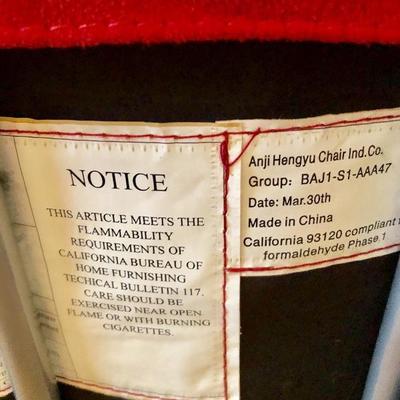 NOTICE
THIS ARTICLE MEETS THE
FLAMMABILITY
REQUIREMENTS OF
CALIFORNIA BUREAU OF
HOME FURNISHING
TECHICAL BULLETIN 117.
CARE SHOULD BE
EXERCISED NEAR OPEN
FLAME OR WITH BURNING
CIGARETTES.
Anji Hengyu Chair Ind.Co.
Group: BAJ1-S1-AAA47
Date: Mar.30th
Made in China
California 93120 compliant
formaldehyde Phase 1